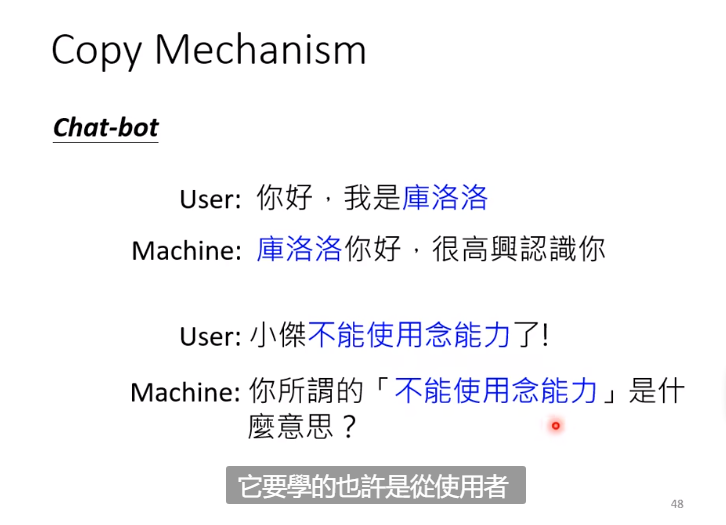 Copy Mechanism
Chat-bot
User: 你好，我是庫洛洛
Machine: 庫洛洛你好，很高興認識你
User: 小傑不能使用念能力了!
Machine: 你所謂的「不能使用念能力」是什
麼意思？
它要學的也許是從使用者
48